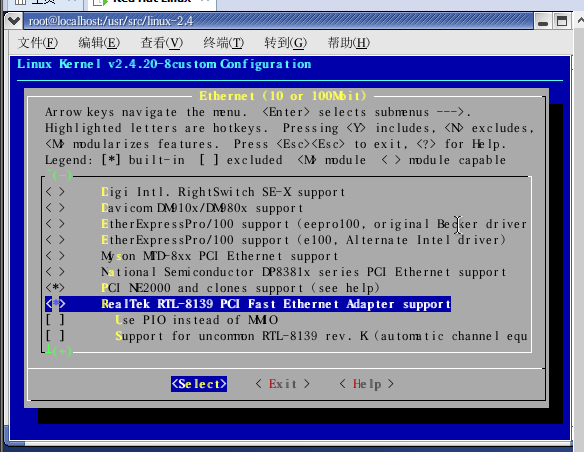 主页
Red Hat Linux
root@localhost:/usr/src/linux-2.4
文件(F) 编辑(E) 查看(V) 终端(T) 转到(G) 帮助(H)
Linux Kernel v2.4.20-8custom Configuration
Ethernet (10 or 100Mbit)
Arrow keys navigate the menu. <Enter> selects submenus --->.
Highlighted letters are hotkeys. Pressing <Y> includes, <N> excludes,
<M> modularizes features. Press <Esc><Esc> to exit, <?> for Help.
Legend: [*] built-in [ ] excluded <M> module < > module capable
^(-)
< > Digi Intl. RightSwitch SE-X support
< > Davicom DM910x/DM980x support
< > EtherExpressPro/100 support (eepro100, original Becker driver
< > EtherExpressPro/100 support (e100, Alternate Intel driver)
< > Myson MTD-8xx PCI Ethernet support
< > National Semiconductor DP8381x series PCI Ethernet support
<*> PCI NE2000 and clones support (see help)
<*> RealTek RTL-8139 PCI Fast Ethernet Adapter support
[ ] Use PIO instead of MMIO
[ ] Support for uncommon RTL-8139 rev. K (automatic channel equ
(+)
<Select> < Exit > < Help >